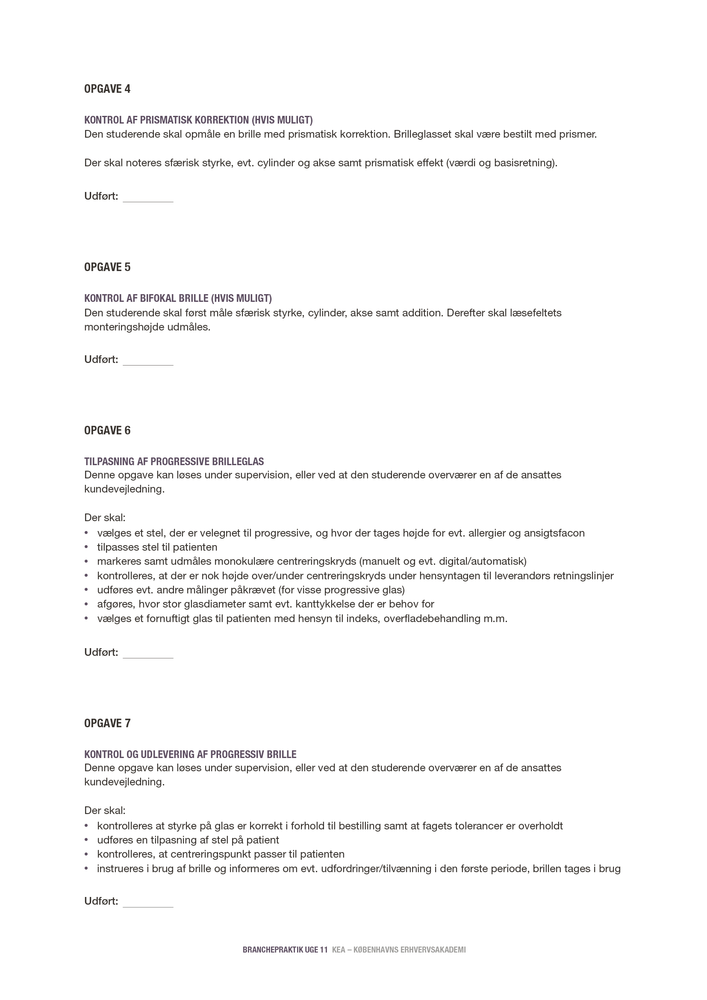 OPGAVE 4
KONTROL AF PRISMATISK KORREKTION (HVIS MULIGT)
Den studerende skal opmåle en brille med prismatisk korrektion. Brilleglasset skal være bestilt med prismer.
Der skal noteres sfærisk styrke, evt. cylinder og akse samt prismatisk effekt (værdi og basisretning).
Udført: _________
OPGAVE 5
KONTROL AF BIFOKAL BRILLE (HVIS MULIGT)
Den studerende skal først måle sfærisk styrke, cylinder, akse samt addition. Derefter skal læsefeltets
monteringshøjde udmåles.
Udført: _________
OPGAVE 6
TILPASNING AF PROGRESSIVE BRILLEGLAS
Denne opgave kan løses under supervision, eller ved at den studerende overværer en af de ansattes
kundevejledning.
Der skal:
• vælges et stel, der er velegnet til progressive, og hvor der tages højde for evt. allergier og ansigtsfacon
• tilpasses stel til patienten
• markeres samt udmåles monokulære centreringskryds (manuelt og evt. digital/automatisk)
• kontrolleres, at der er nok højde over/under centreringskryds under hensyntagen til leverandørs retningslinjer
• udføres evt. andre målinger påkrævet (for visse progressive glas)
• afgøres, hvor stor glasdiameter samt evt. kanttykkelse der er behov for
• vælges et fornuftigt glas til patienten med hensyn til indeks, overfladebehandling m.m.
Udført: _________
OPGAVE 7
KONTROL OG UDLEVERING AF PROGRESSIV BRILLE
Denne opgave kan løses under supervision, eller ved at den studerende overværer en af de ansattes
kundevejledning.
Der skal:
• kontrolleres at styrke på glas er korrekt i forhold til bestilling samt at fagets tolerancer er overholdt
• udføres en tilpasning af stel på patient
• kontrolleres, at centreringspunkt passer til patienten
• instrueres i brug af brille og informeres om evt. udfordringer/tilvænning i den første periode, brillen tages i brug
Udført: _________
BRANCHEPRAKTIK UGE 11 KEA – KØBENHAVNS ERHVERVSAKADEMI